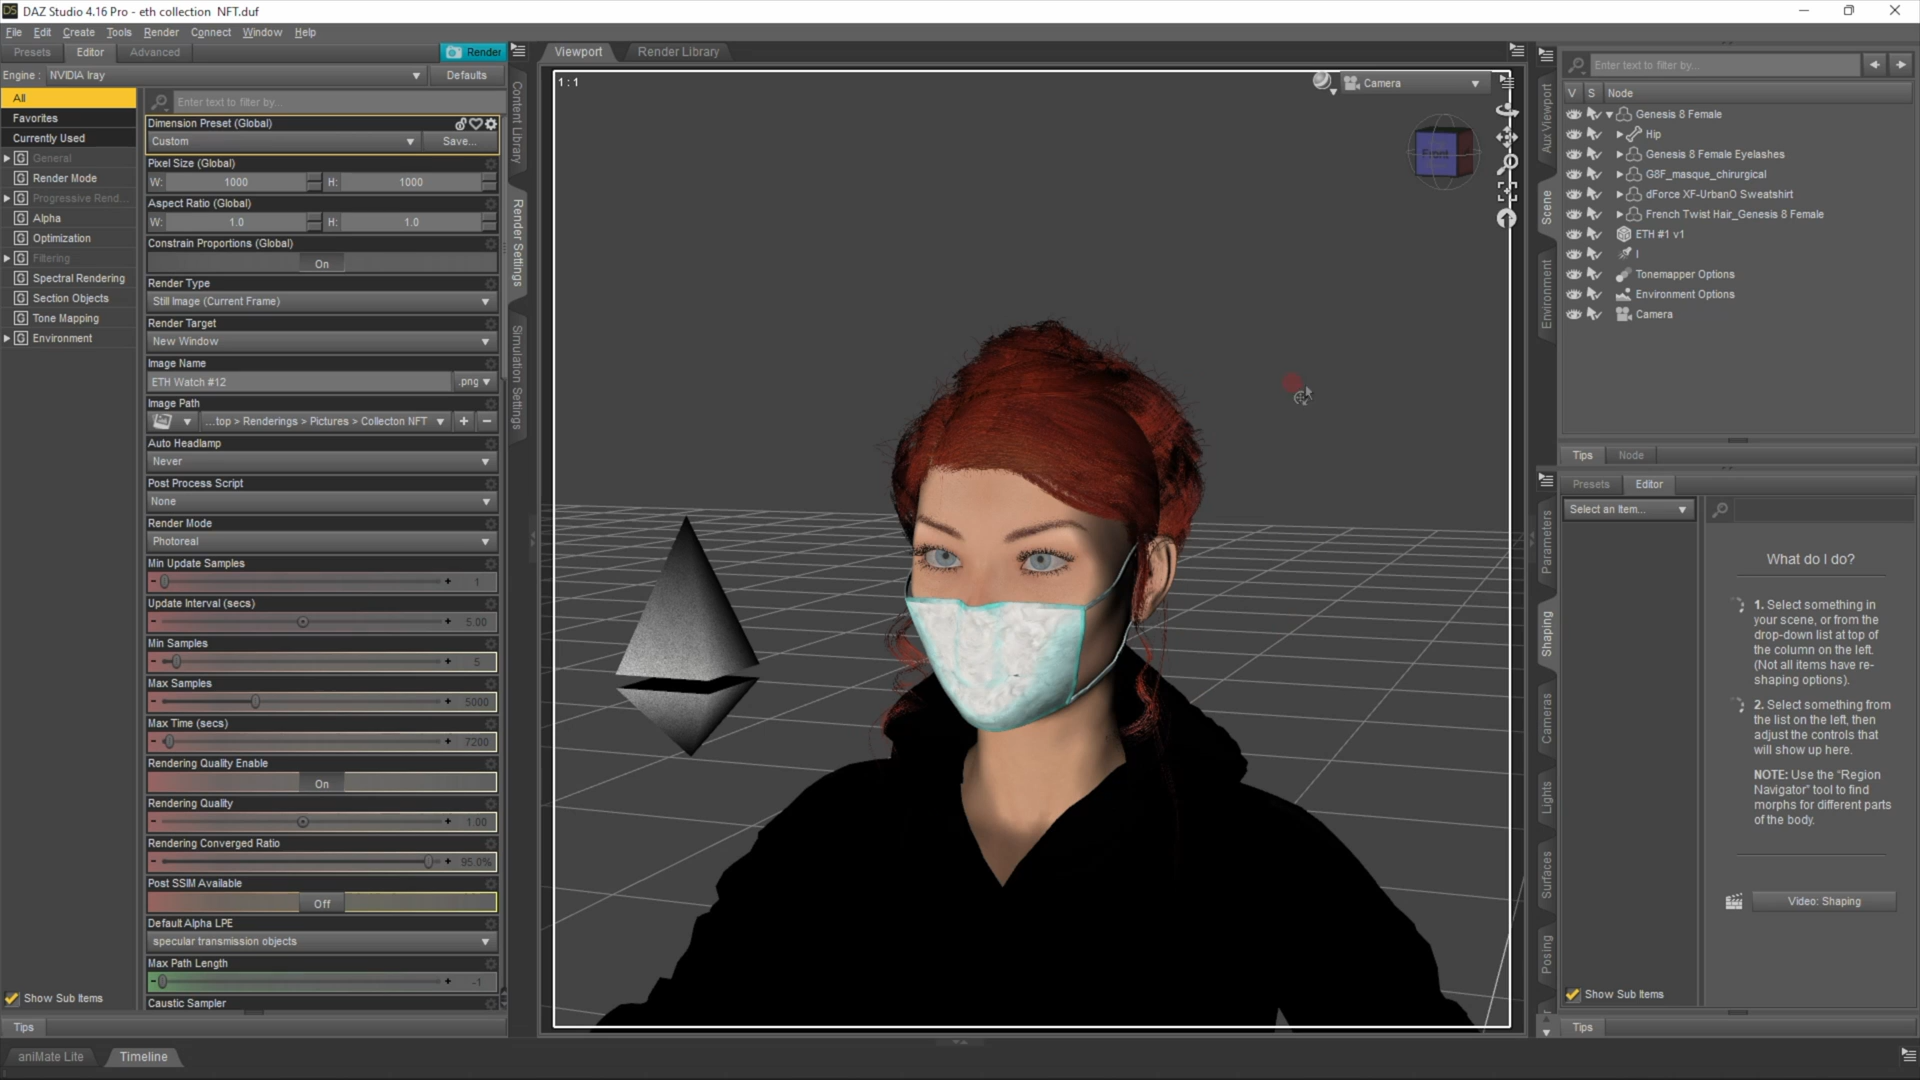 DAZ Studio 4.16 Pro - eth collection  NFT.duf
File Edit Create Tools Render Connect Window Help
Presets Editor Advanced Render
Engine : NVIDIA Iray Defaults
All
Favorites
Currently Used
General
Render Mode
Progressive Rend...
Alpha
Optimization
Filtering
Spectral Rendering
Section Objects
Tone Mapping
Environment
Show Sub Items
Tips
Enter text to filter by...
Dimension Preset (Global)
Custom Save...
Pixel Size (Global)
W: 1000 H: 1000
Aspect Ratio (Global)
W: 1.0 H: 1.0
Constrain Proportions (Global)
On
Render Type
Still Image (Current Frame)
Render Target
New Window
Image Name
ETH Watch #12 .png
Image Path
...top > Renderings > Pictures > Collecton NFT
Auto Headlamp
Never
Post Process Script
None
Render Mode
Photoreal
Min Update Samples
1
Update Interval (secs)
5.00
Min Samples
5
Max Samples
5000
Max Time (secs)
7200
Rendering Quality Enable
On
Rendering Quality
1.00
Rendering Converged Ratio
95.0%
Post SSIM Available
Off
Default Alpha LPE
specular transmission objects
Max Path Length
-1
Caustic Sampler
Content Library
Render Settings
Simulation Settings
Viewport Render Library
1 : 1 Camera
Front
Aux Viewport
Scene
Environment
Enter text to filter by...
V S Node
Genesis 8 Female
Hip
Genesis 8 Female Eyelashes
G8F_masque_chirurgical
dForce XF-UrbanO Sweatshirt
French Twist Hair_Genesis 8 Female
ETH #1 v1
l
Tonemapper Options
Environment Options
Camera
Tips Node
Presets Editor
Select an Item...
Parameters
Shaping
Cameras
Lights
Surfaces
Posing
What do I do?
1. Select something in
your scene, or from the
drop-down list at top of
the column on the left.
(Not all items have re-
shaping options).
2. Select something from
the list on the left, then
adjust the controls that
will show up here.
NOTE: Use the "Region
Navigator" tool to find
morphs for different parts
of the body.
Video: Shaping
Show Sub Items
Tips
aniMate Lite Timeline